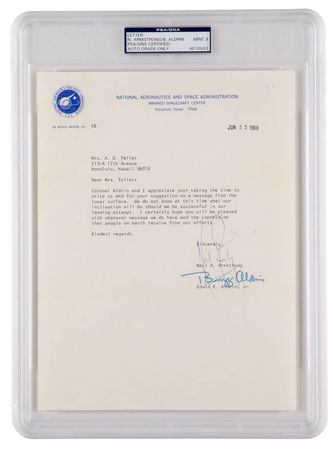 PSA/DNA
LETTER
N. ARMSTRONG/B. ALDRIN MINT 9
PSA/DNA CERTIFIED
AUTO GRADE ONLY
NATIONAL AERONAUTICS AND SPACE ADMINISTRATION
MANNED SPACECRAFT CENTER
HOUSTON, TEXAS 77058
IN REPLY REFER TO: CB
JUN 23 1969
Mrs. A. B. Teller
212-A 17th Avenue
Honolulu, Hawaii 96816
Dear Mrs. Teller:
Colonel Aldrin and I appreciate your taking the time to
write us and for your suggestion on a message from the
lunar surface. We do not know at this time what our
inclination will be should we be successful in our
landing attempt. I certainly hope you will be pleased
with whatever message we do have and the impression
that people on earth receive from our efforts.
Kindest regards.
Sincerely,
Neil A. Armstrong
Buzz Aldrin
Edwin E. Aldrin, Jr.